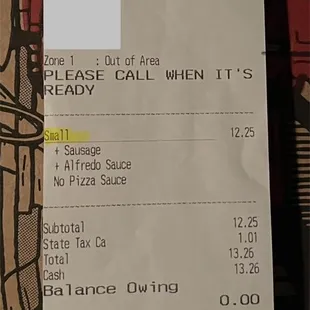 Zone 1 : Out of Area
PLEASE CALL WHEN IT'S
READY
Small 12.25
+ Sausage
+ Alfredo Sauce
No Pizza Sauce
Subtotal 12.25
State Tax Ca 1.01
Total 13.26
Cash 13.26
Balance Owing
0.00